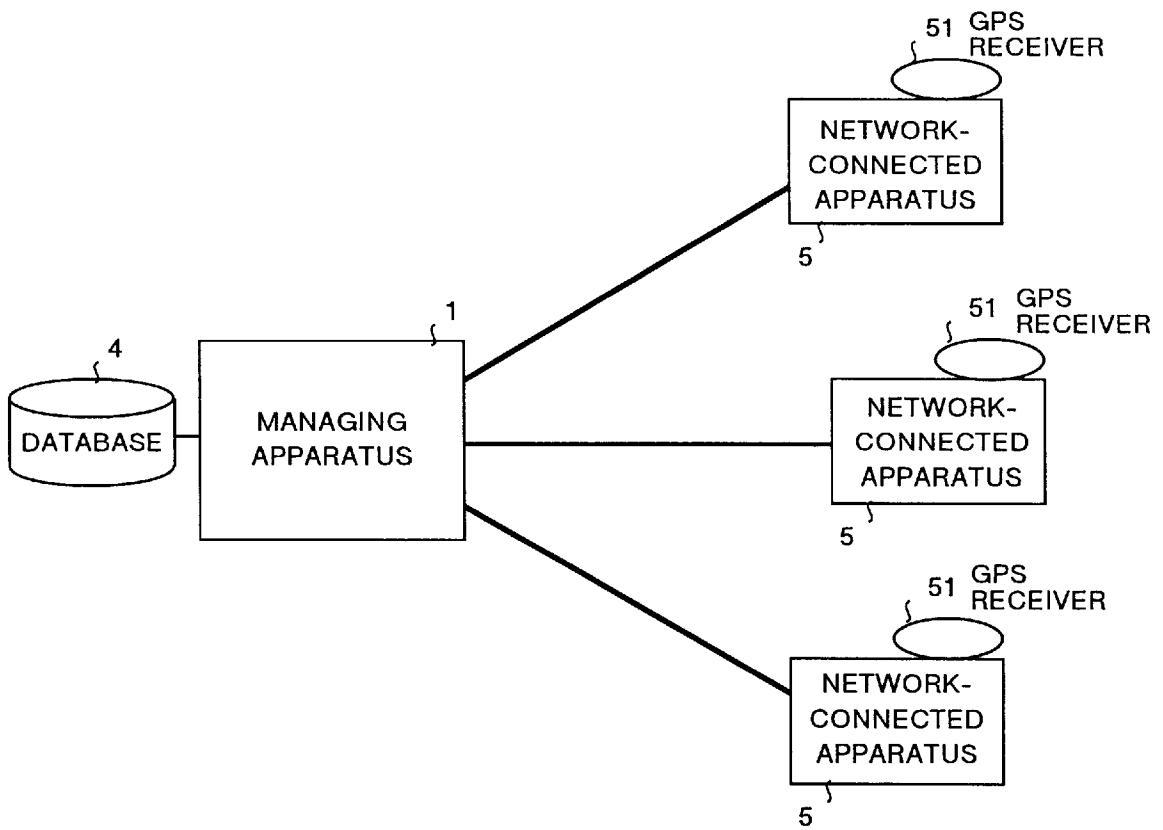 51 GPS
RECEIVER
NETWORK-
CONNECTED
APPARATUS
5
1
4
DATABASE
MANAGING
APPARATUS
51 GPS
RECEIVER
NETWORK-
CONNECTED
APPARATUS
5
51 GPS
RECEIVER
NETWORK-
CONNECTED
APPARATUS
5